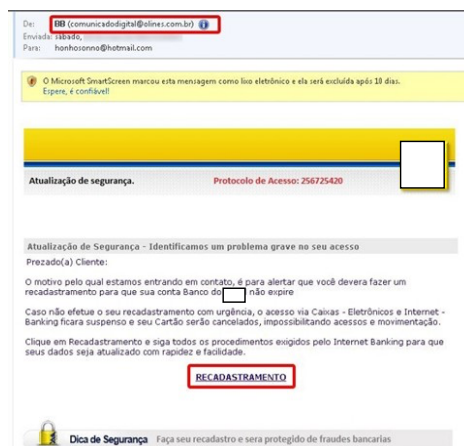 De: BB (comunicadodigital@olines.com.br)
Enviada: sábado,
Para: honhosonno@hotmail.com
O Microsoft SmartScreen marcou esta mensagem como lixo eletrônico e ela será excluída após 10 dias.
Espere, é confiável!
Atualização de segurança. Protocolo de Acesso: 256725420
Atualização de Segurança - Identificamos um problema grave no seu acesso
Prezado(a) Cliente:
O motivo pelo qual estamos entrando em contato, é para alertar que você devera fazer um
recadastramento para que sua conta Banco do não expire
Caso não efetue o seu recadastramento com urgência, o acesso via Caixas - Eletrônicos e Internet -
Banking ficara suspenso e seu Cartão serão cancelados, impossibilitando acessos e movimentação.
Clique em Recadastramento e siga todos os procedimentos exigidos pelo Internet Banking para que
seus dados seja atualizado com rapidez e facilidade.
RECADASTRAMENTO
Dica de Segurança Faça seu recadastro e sera protegido de fraudes bancarias